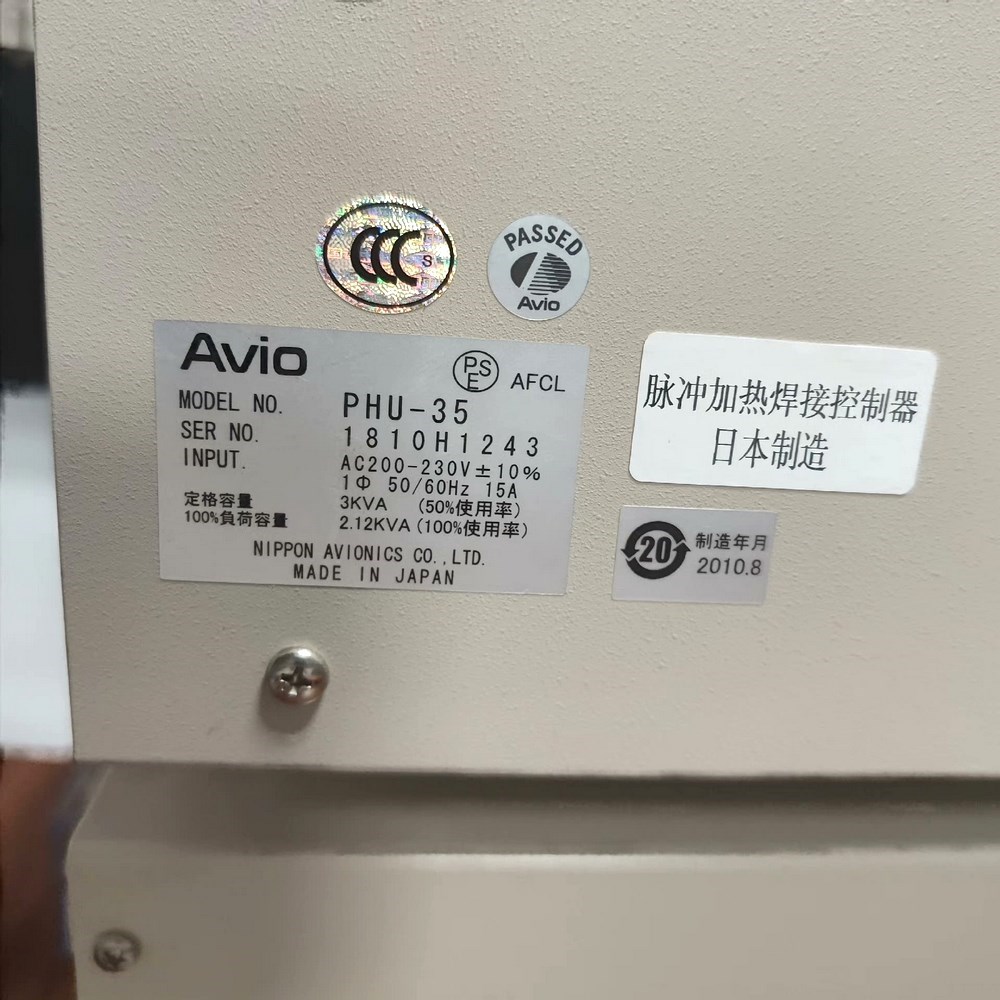 CCC
S
PASSED
Avio
Avio
PSE AFCL
MODEL NO. PHU-35
SER NO. 1810H1243
INPUT. AC200-230V±10%
1Φ 50/60Hz 15A
定格容量 3KVA (50%使用率)
100%負荷容量 2.12KVA (100%使用率)
NIPPON AVIONICS CO.,LTD.
MADE IN JAPAN
脉冲加热焊接控制器
日本制造
20 制造年月
2010.8